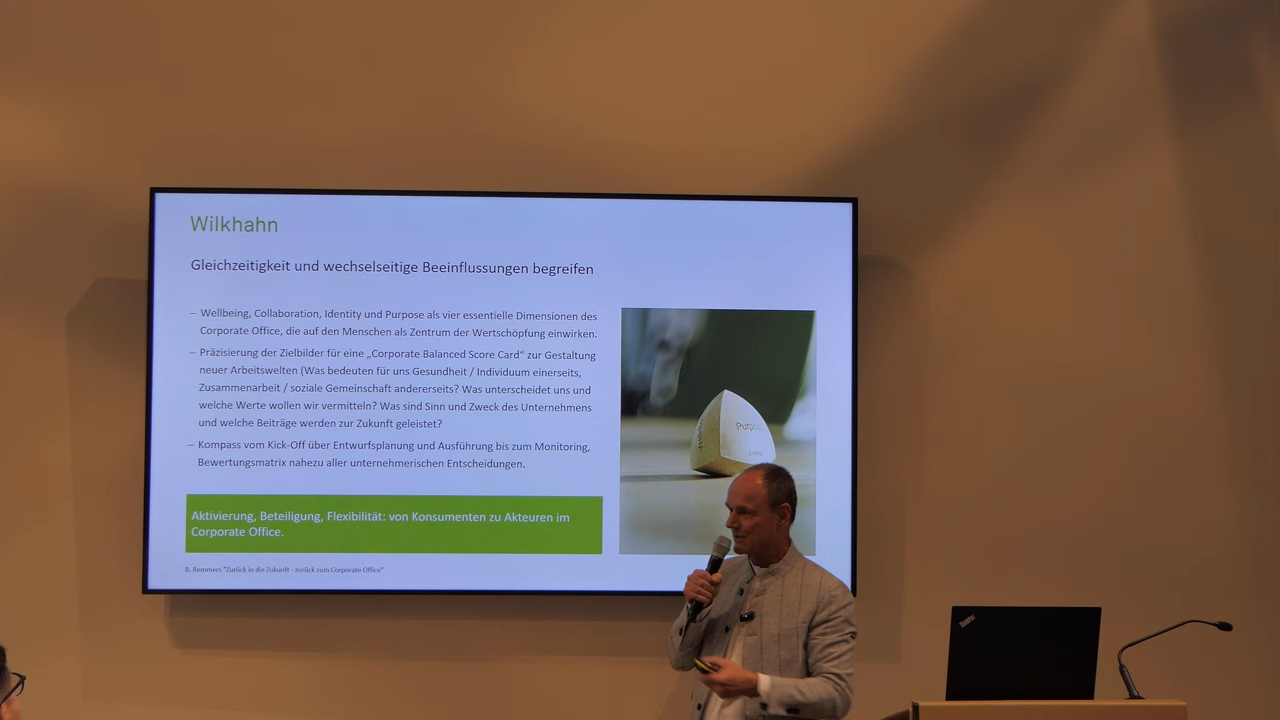 Wilkhahn
Gleichzeitigkeit und wechselseitige Beeinflussungen begreifen
– Wellbeing, Collaboration, Identity und Purpose als vier essentielle Dimensionen des
Corporate Office, die auf den Menschen als Zentrum der Wertschöpfung einwirken.
– Präzisierung der Zielbilder für eine „Corporate Balanced Score Card“ zur Gestaltung
neuer Arbeitswelten (Was bedeuten für uns Gesundheit / Individuum einerseits,
Zusammenarbeit / soziale Gemeinschaft andererseits? Was unterscheidet uns und
welche Werte wollen wir vermitteln? Was sind Sinn und Zweck des Unternehmens
und welche Beiträge werden zur Zukunft geleistet?
– Kompass vom Kick-Off über Entwurfsplanung und Ausführung bis zum Monitoring,
Bewertungsmatrix nahezu aller unternehmerischen Entscheidungen.
Purpose
Aktivierung, Beteiligung, Flexibilität: von Konsumenten zu Akteuren im
Corporate Office.
B. Remmers "Zurück in die Zukunft - zurück zum Corporate Office"
ThinkPad